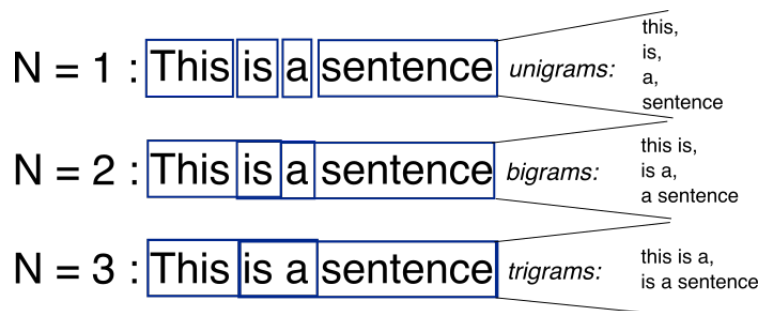 N = 1 : This is a sentence unigrams: this,
is,
a,
sentence
N = 2 : This is a sentence bigrams: this is,
is a,
a sentence
N = 3 : This is a sentence trigrams: this is a,
is a sentence